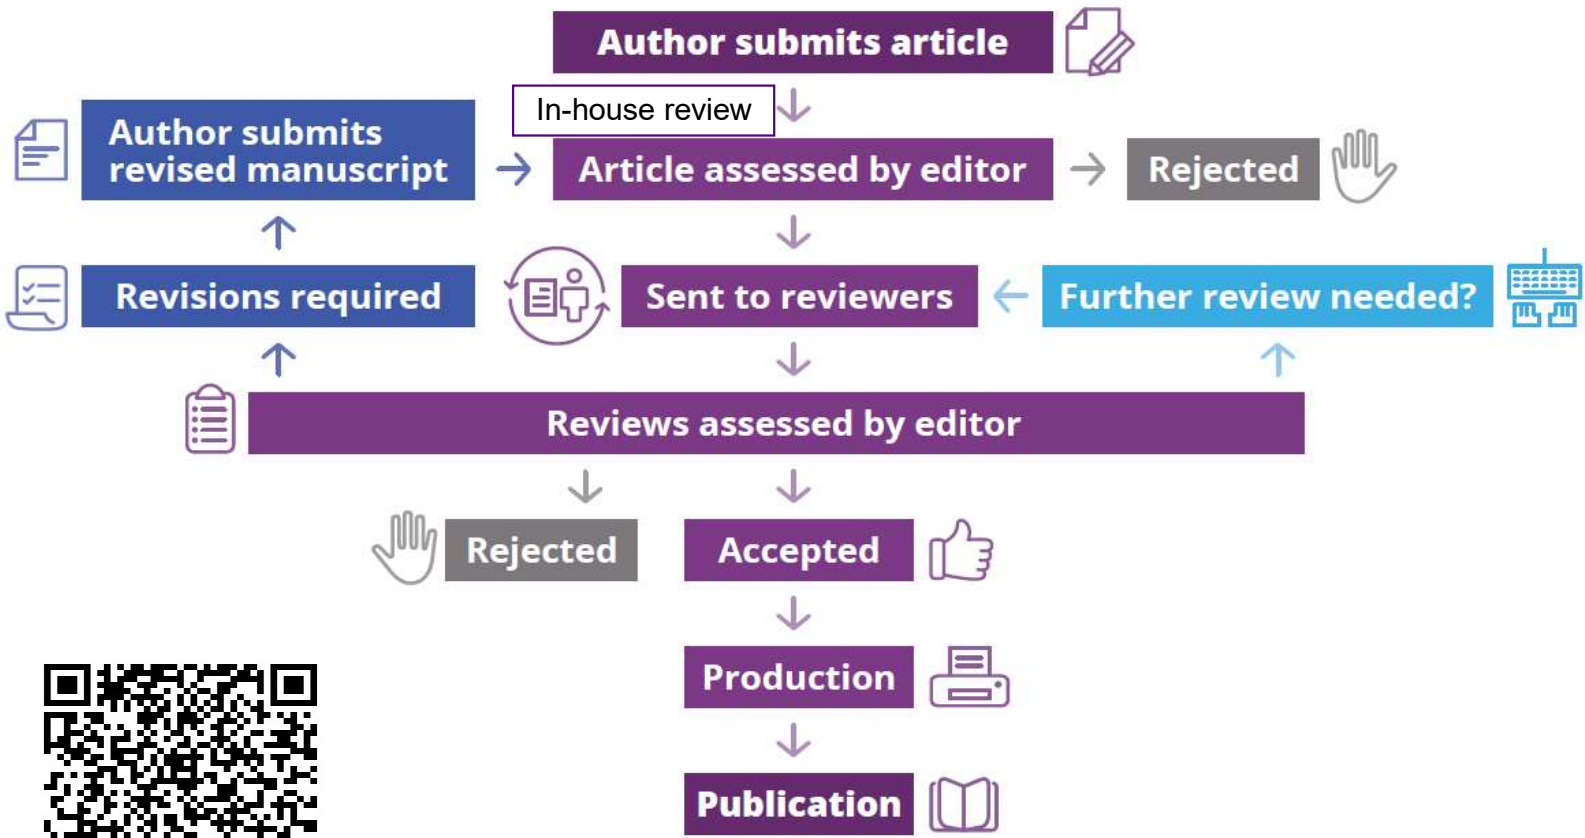 Author submits article
In-house review
Author submits
revised manuscript
Article assessed by editor
Rejected
Revisions required
Sent to reviewers
Further review needed?
Reviews assessed by editor
Rejected
Accepted
Production
Publication